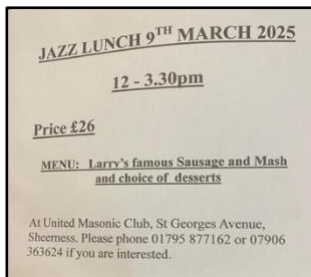 JAZZ LUNCH 9TH MARCH 2025
12 - 3.30pm
Price £26
MENU: Larry's famous Sausage and Mash
and choice of desserts
At United Masonic Club, St Georges Avenue,
Sheerness. Please phone 01795 877162 or 07906
363624 if you are interested.